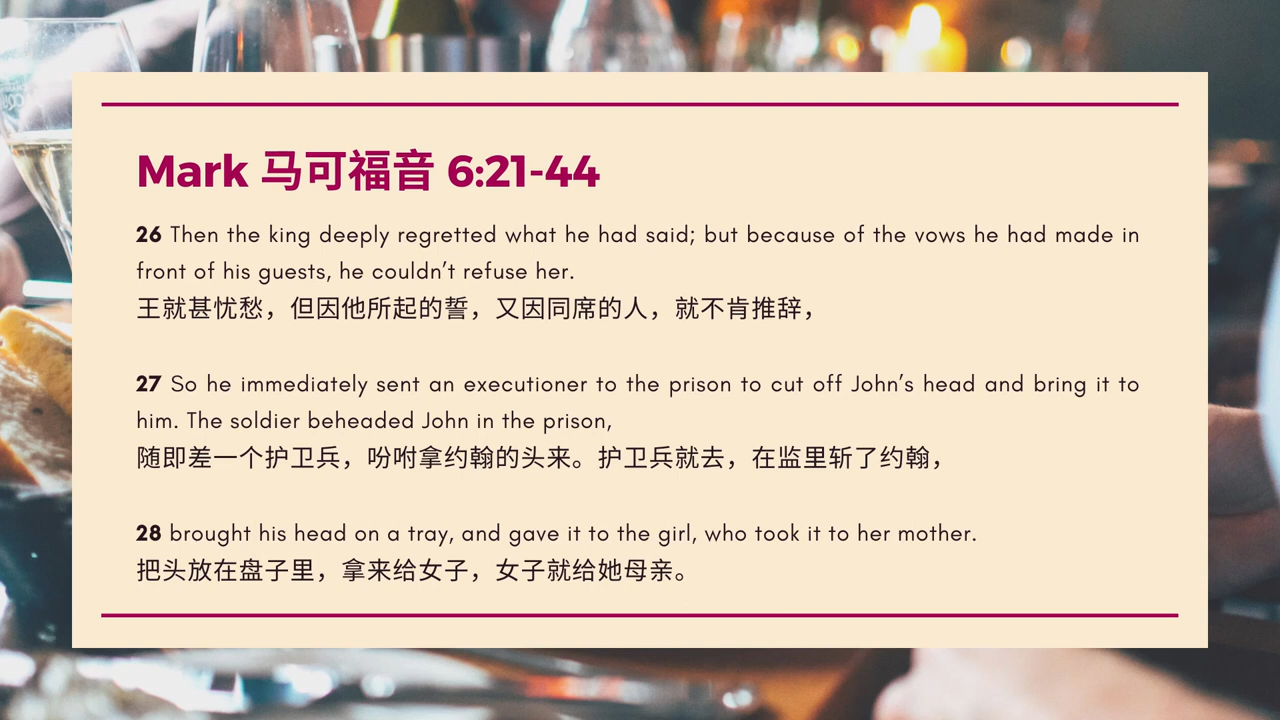 Mark 马可福音 6:21-44
26 Then the king deeply regretted what he had said; but because of the vows he had made in
front of his guests, he couldn’t refuse her.
王就甚忧愁，但因他所起的誓，又因同席的人，就不肯推辞，
27 So he immediately sent an executioner to the prison to cut off John’s head and bring it to
him. The soldier beheaded John in the prison,
随即差一个护卫兵，吩咐拿约翰的头来。护卫兵就去，在监里斩了约翰，
28 brought his head on a tray, and gave it to the girl, who took it to her mother.
把头放在盘子里，拿来给女子，女子就给她母亲。